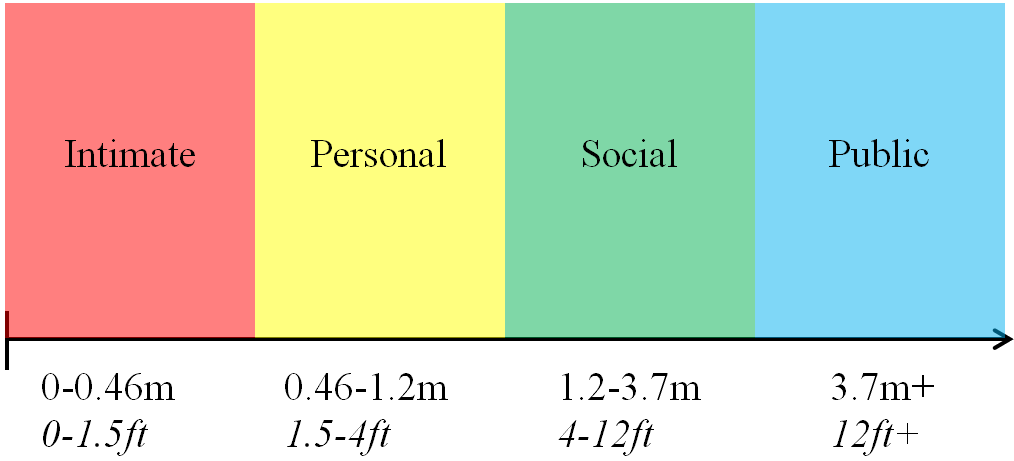 Intimate Personal Social Public
0-0.46m 0.46-1.2m 1.2-3.7m 3.7m+
0-1.5ft 1.5-4ft 4-12ft 12ft+